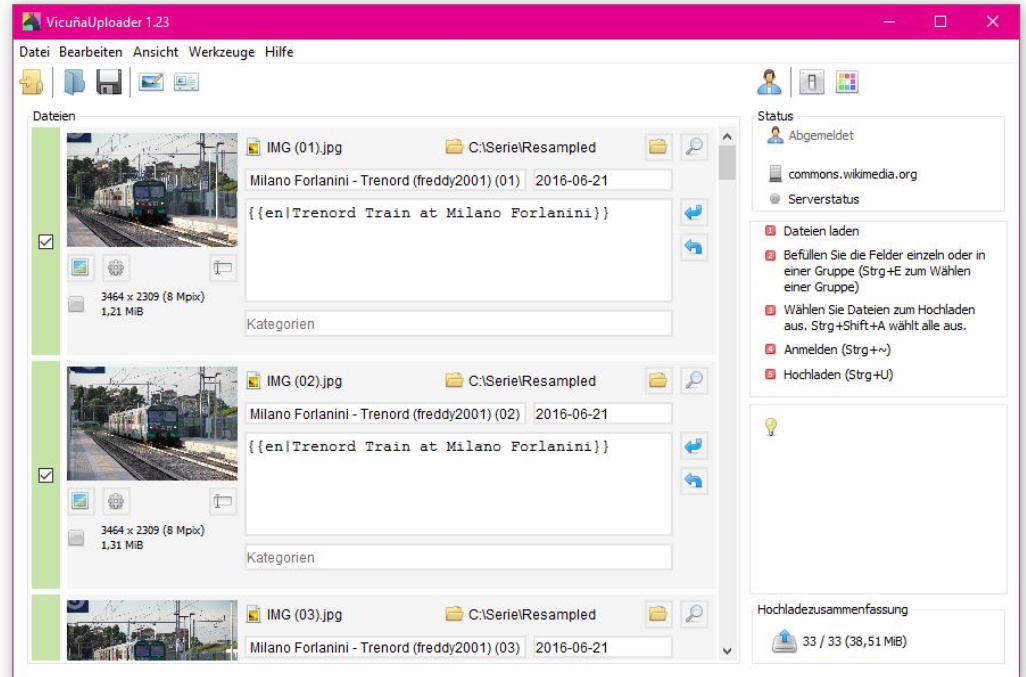 VicuñaUploader 1.23
Datei Bearbeiten Ansicht Werkzeuge Hilfe
Dateien
IMG (01).jpg C:\Serie\Resampled
Milano Forlanini - Trenord (freddy2001) (01) 2016-06-21
{{en|Trenord Train at Milano Forlanini}}
3464 x 2309 (8 Mpix)
1,21 MiB
Kategorien
IMG (02).jpg C:\Serie\Resampled
Milano Forlanini - Trenord (freddy2001) (02) 2016-06-21
{{en|Trenord Train at Milano Forlanini}}
3464 x 2309 (8 Mpix)
1,31 MiB
Kategorien
IMG (03).jpg C:\Serie\Resampled
Milano Forlanini - Trenord (freddy2001) (03) 2016-06-21
Status
Abgemeldet
commons.wikimedia.org
Serverstatus
1 Dateien laden
2 Befüllen Sie die Felder einzeln oder in
einer Gruppe (Strg+E zum Wählen
einer Gruppe)
3 Wählen Sie Dateien zum Hochladen
aus. Strg+Shift+A wählt alle aus.
4 Anmelden (Strg+~)
5 Hochladen (Strg+U)
Hochladezusammenfassung
33 / 33 (38,51 MiB)